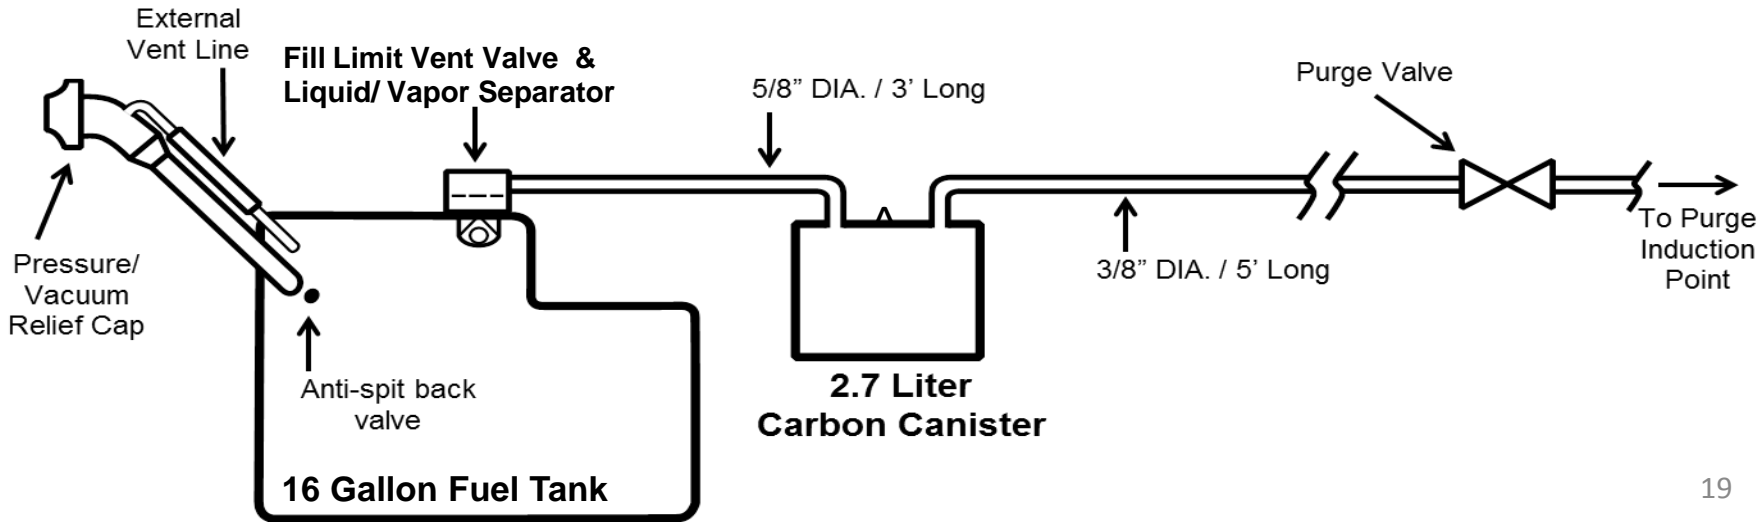 External
Vent Line
Fill Limit Vent Valve &
Liquid/ Vapor Separator
5/8” DIA. / 3’ Long
Purge Valve
Pressure/
Vacuum
Relief Cap
Anti-spit back
valve
16 Gallon Fuel Tank
2.7 Liter
Carbon Canister
3/8” DIA. / 5’ Long
To Purge
Induction
Point
19